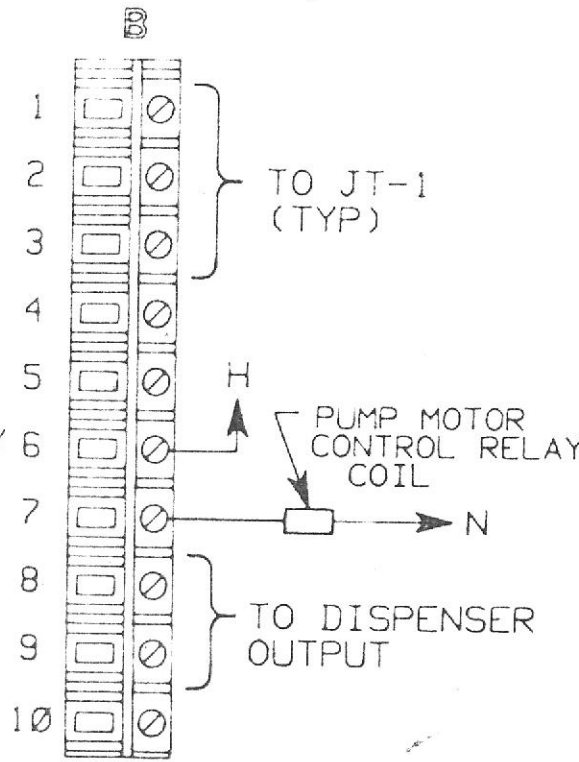 B
1
2
3
4
5
6
7
8
9
10
TO JT-1
(TYP)
H
PUMP MOTOR
CONTROL RELAY
COIL
N
TO DISPENSER
OUTPUT